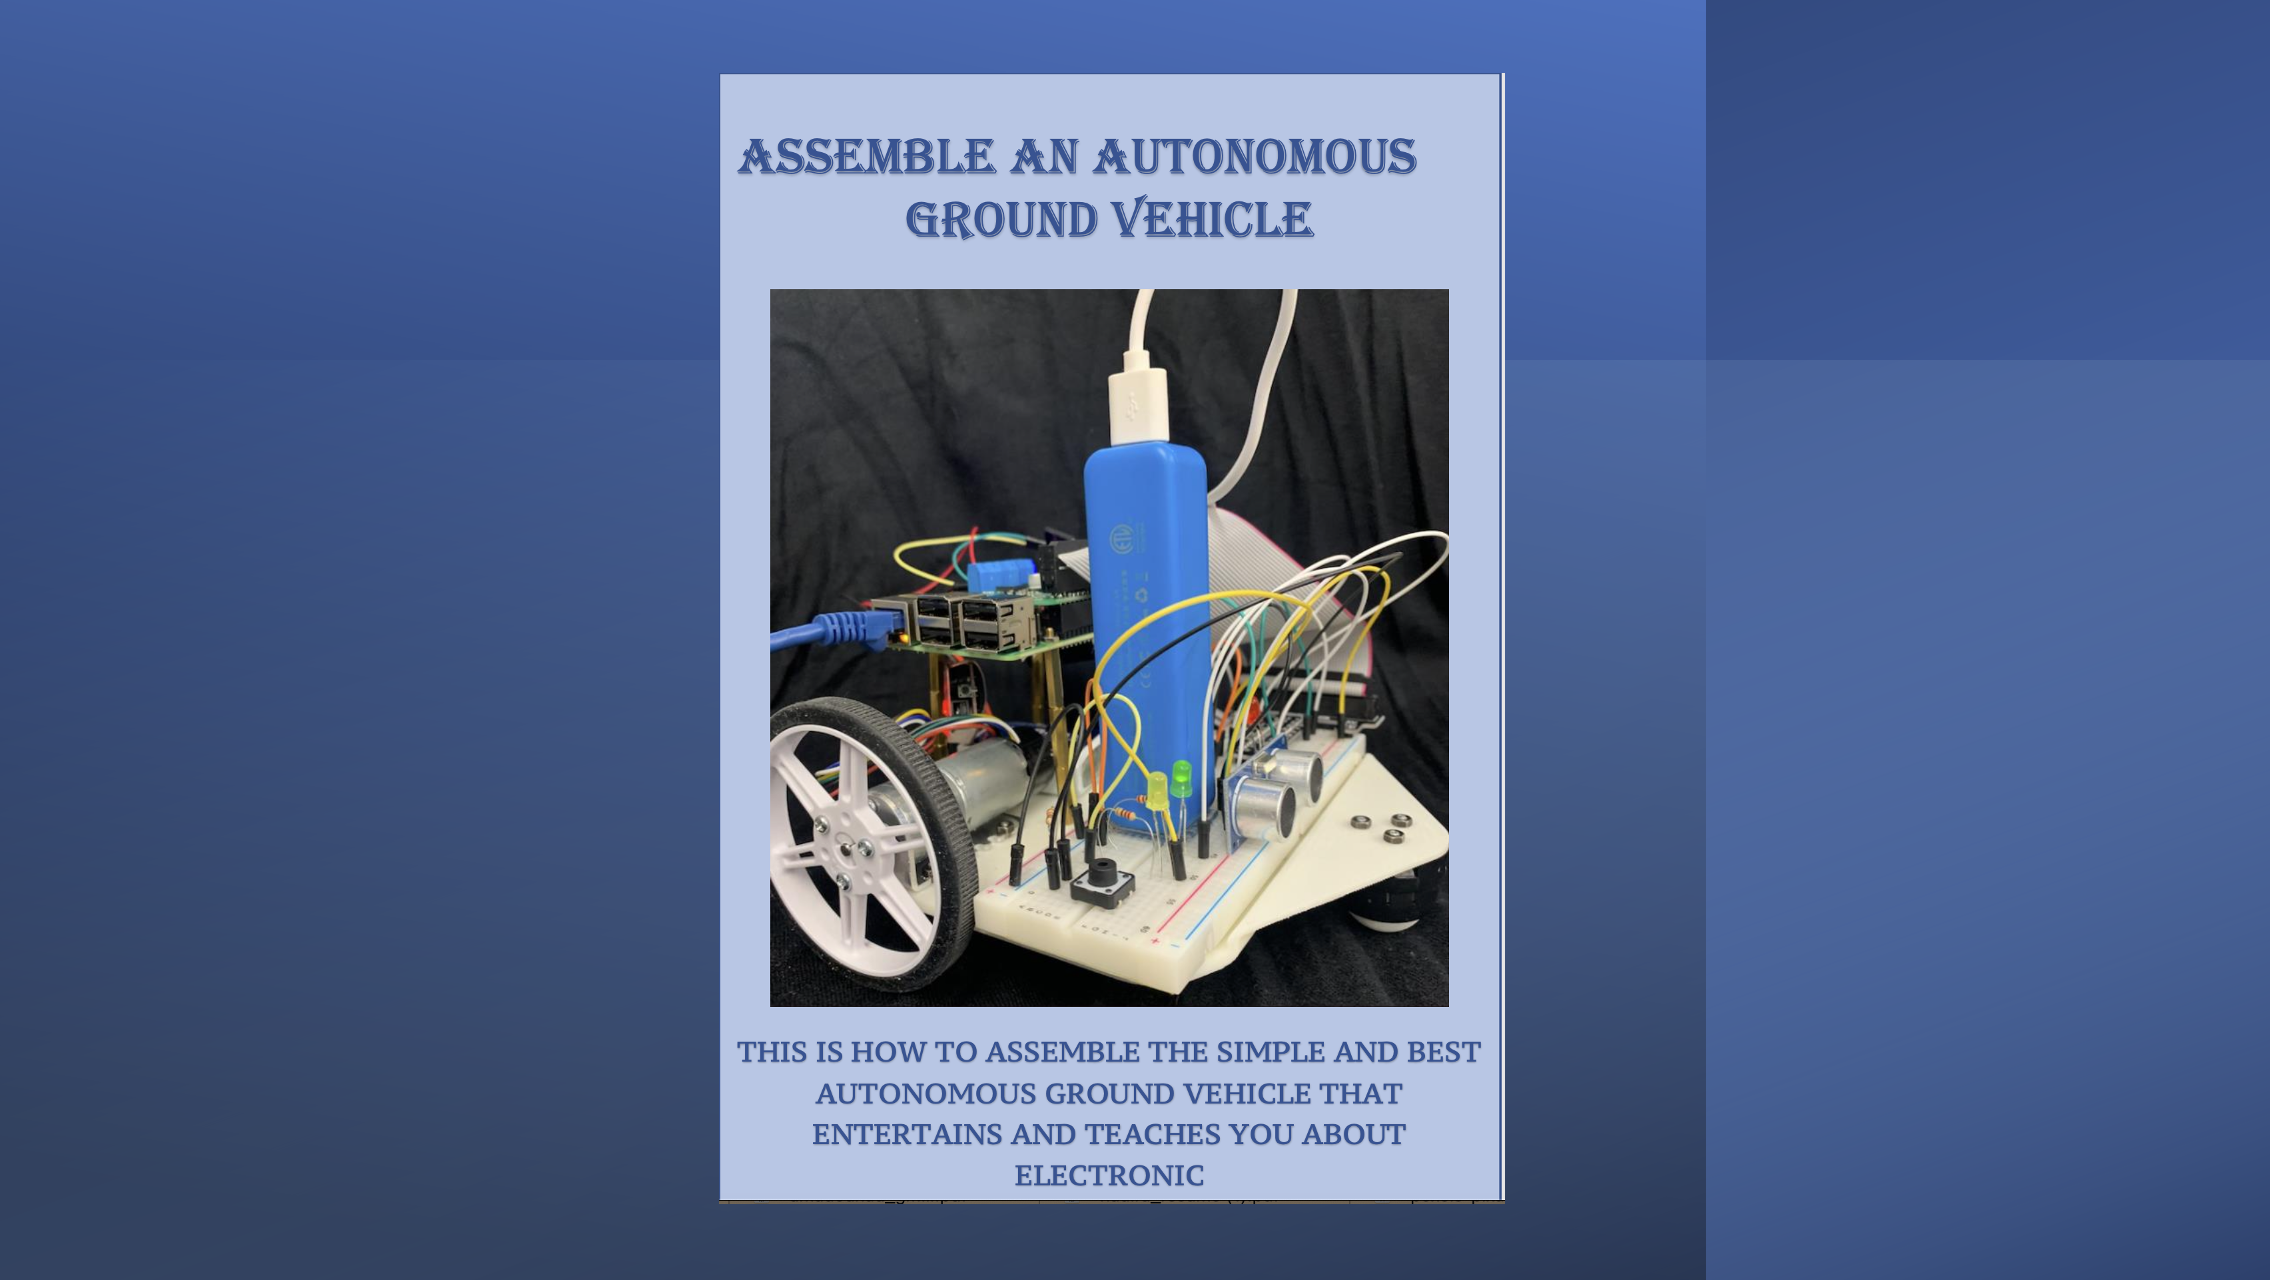 ASSEMBLE AN AUTONOMOUS
GROUND VEHICLE
THIS IS HOW TO ASSEMBLE THE SIMPLE AND BEST
AUTONOMOUS GROUND VEHICLE THAT
ENTERTAINS AND TEACHES YOU ABOUT
ELECTRONIC